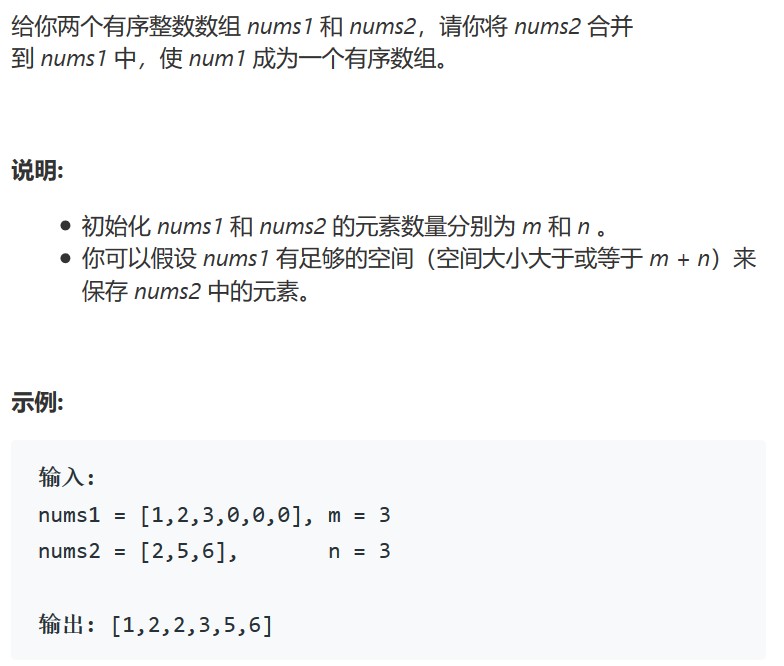 给你两个有序整数数组 nums1 和 nums2，请你将 nums2 合并
到 nums1 中，使 num1 成为一个有序数组。
说明:
● 初始化 nums1 和 nums2 的元素数量分别为 m 和 n 。
● 你可以假设 nums1 有足够的空间（空间大小大于或等于 m + n）来
保存 nums2 中的元素。
示例:
输入:
nums1 = [1,2,3,0,0,0], m = 3
nums2 = [2,5,6],       n = 3
输出: [1,2,2,3,5,6]